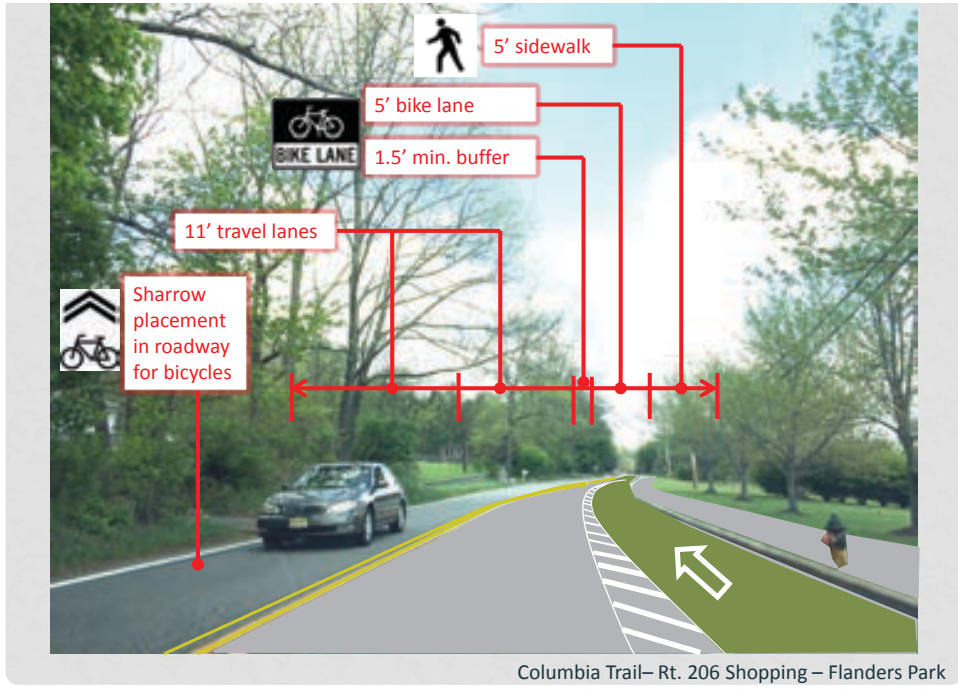 5’ sidewalk
5’ bike lane
BIKE LANE
1.5’ min. buffer
11’ travel lanes
Sharrow
placement
in roadway
for bicycles
Columbia Trail– Rt. 206 Shopping – Flanders Park